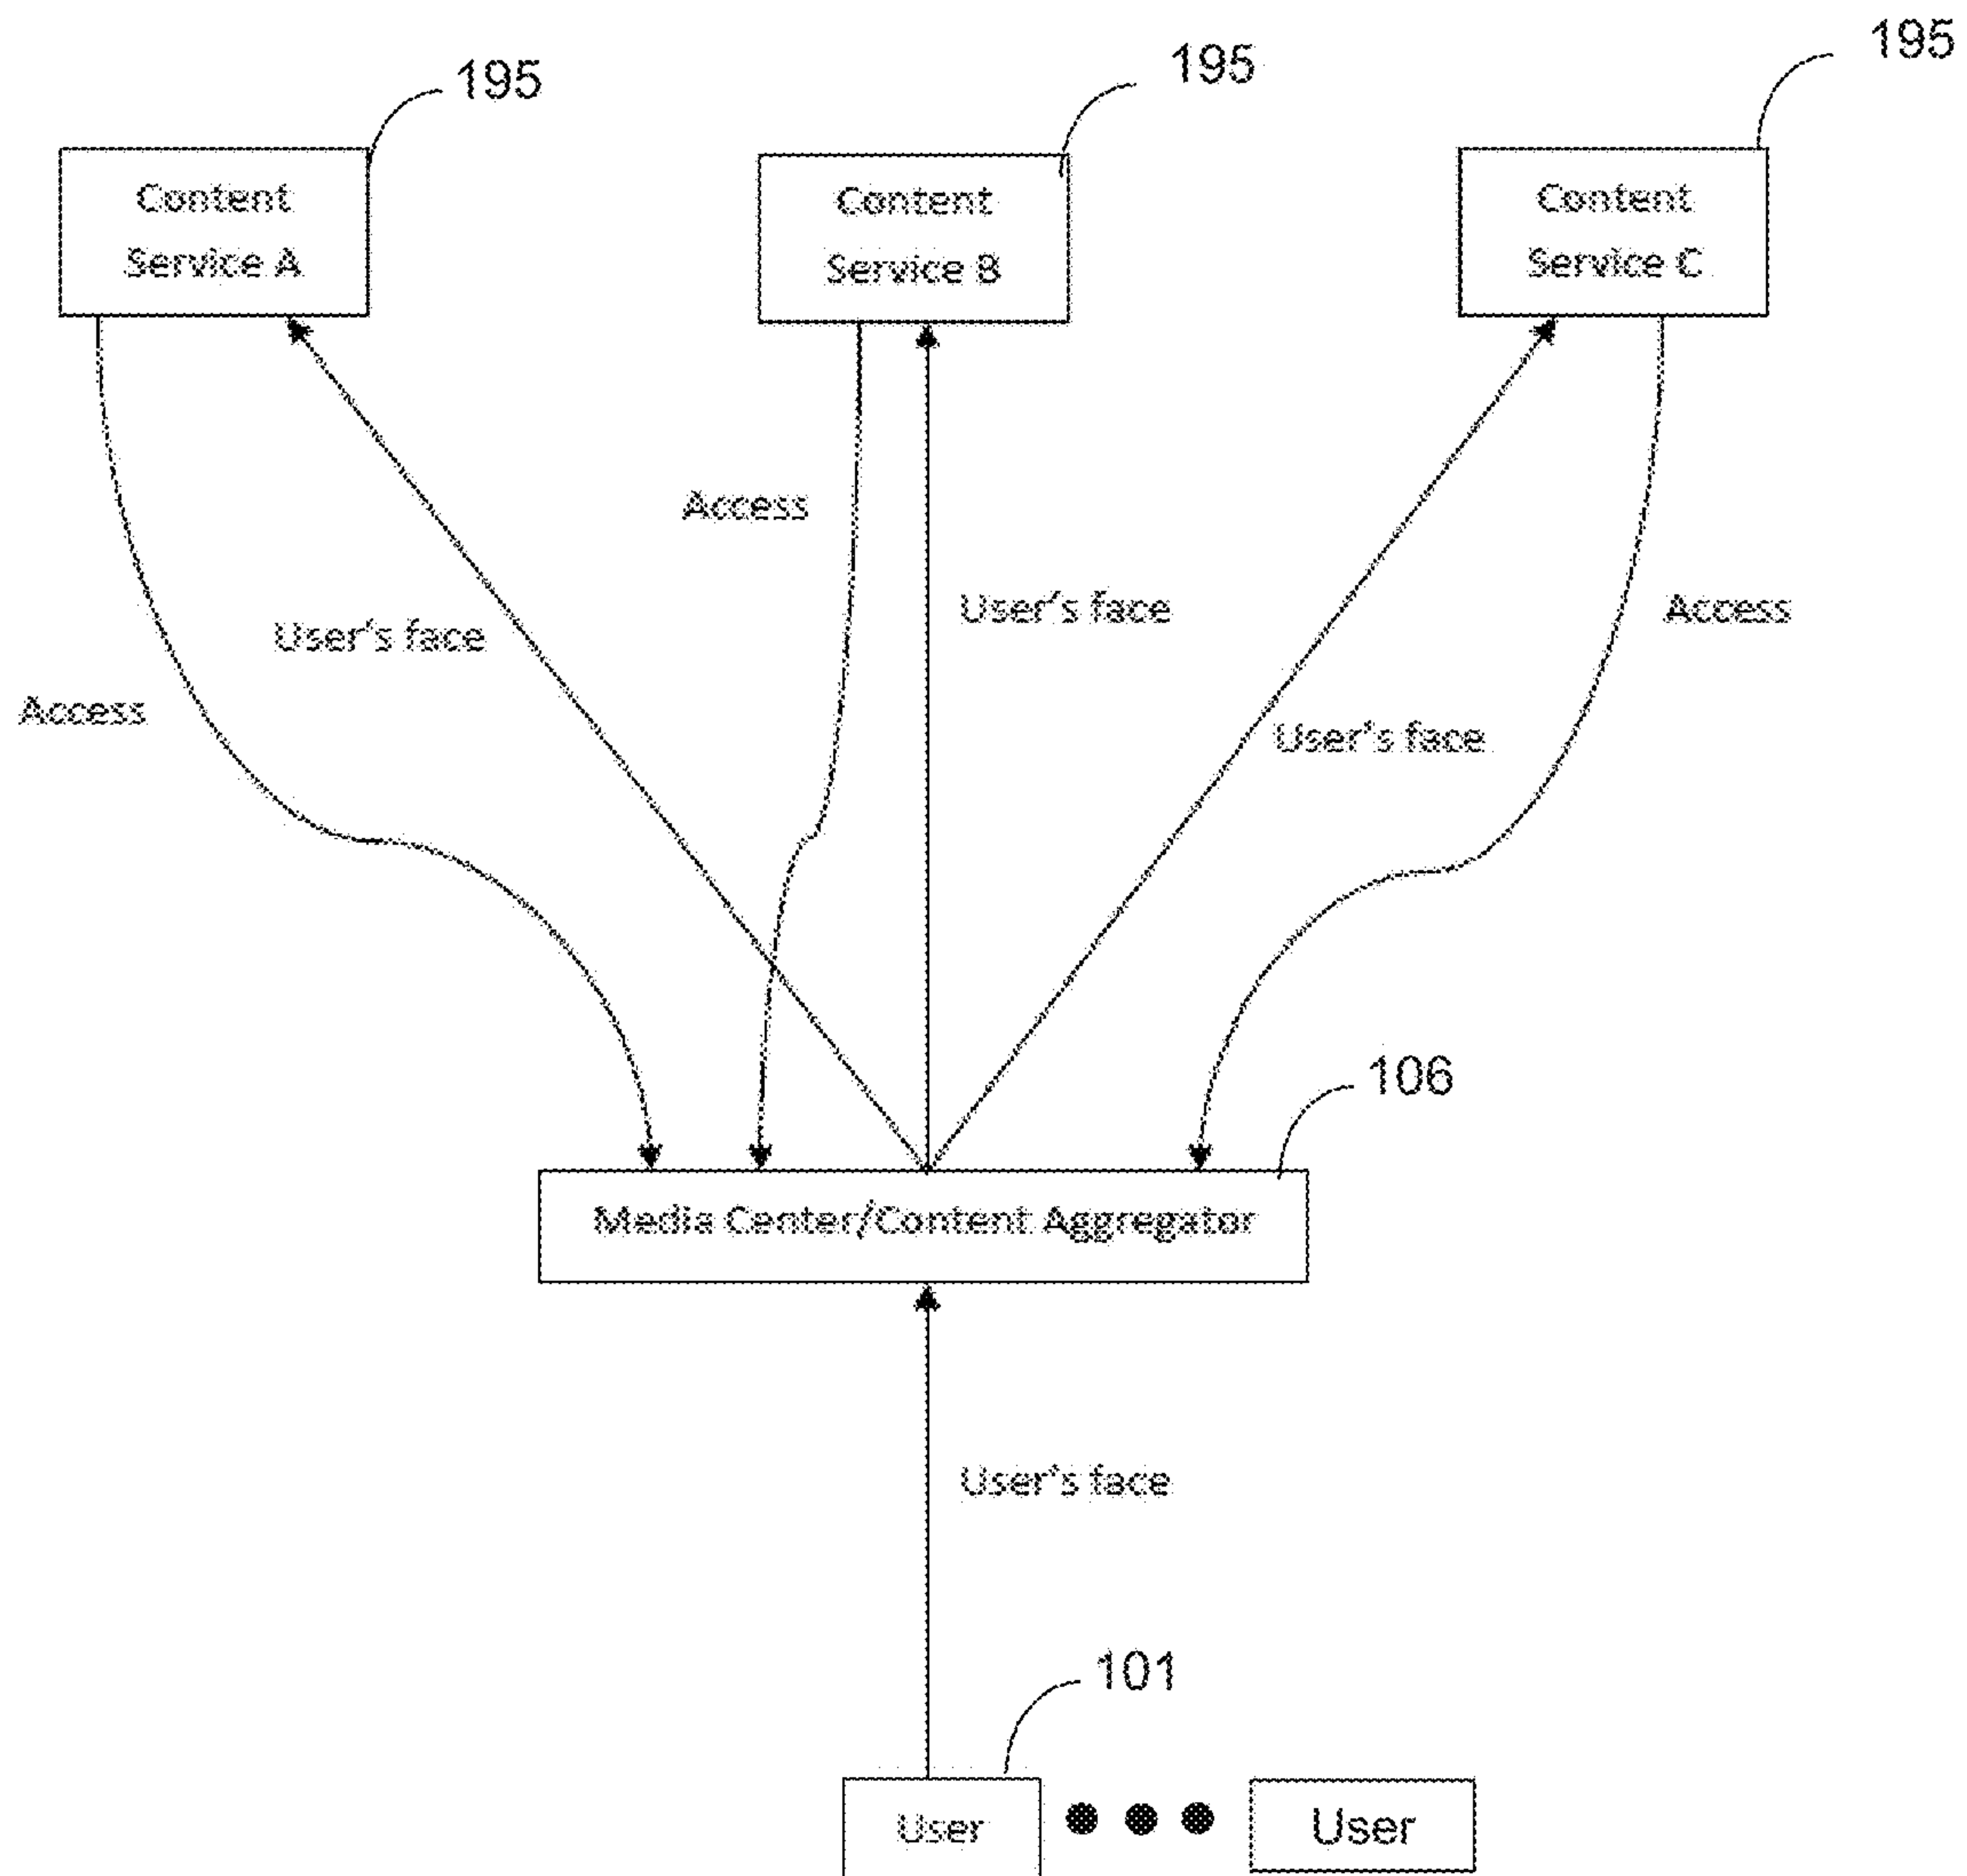 195
195
195
Content
Service A
Content
Service B
Content
Service C
Access
User's face
User's face
Access
Access
User's face
106
Media Center/Content Aggregator
User's face
101
User
User